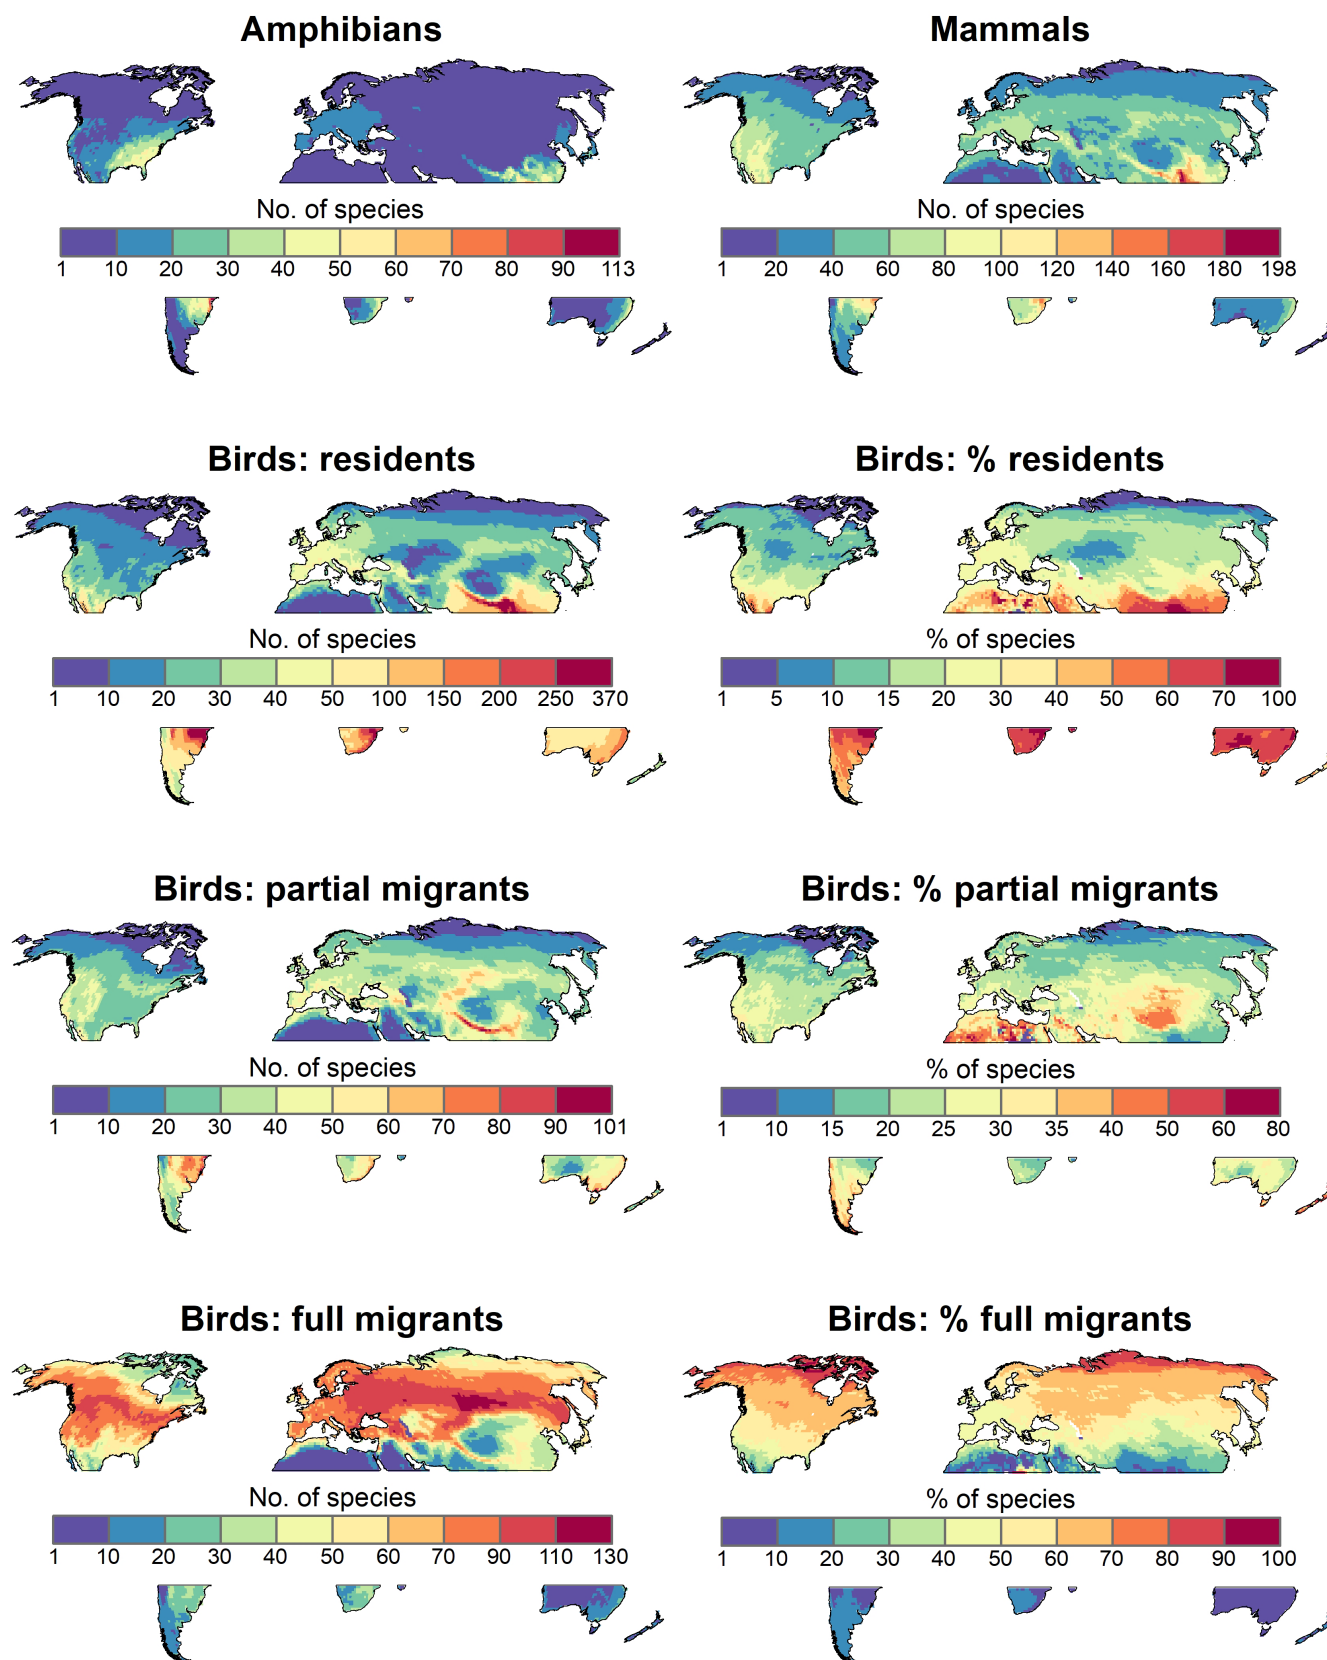 Amphibians
Mammals
No. of species
No. of species
1 10 20 30 40 50 60 70 80 90 113
1 20 40 60 80 100 120 140 160 180 198
Birds: residents
Birds: % residents
No. of species
% of species
1 10 20 30 40 50 100 150 200 250 370
1 5 10 15 20 30 40 50 60 70 100
Birds: partial migrants
Birds: % partial migrants
No. of species
% of species
1 10 20 30 40 50 60 70 80 90 101
1 10 15 20 25 30 35 40 50 60 80
Birds: full migrants
Birds: % full migrants
No. of species
% of species
1 10 20 30 40 50 60 70 90 110 130
1 10 20 30 40 50 60 70 80 90 100